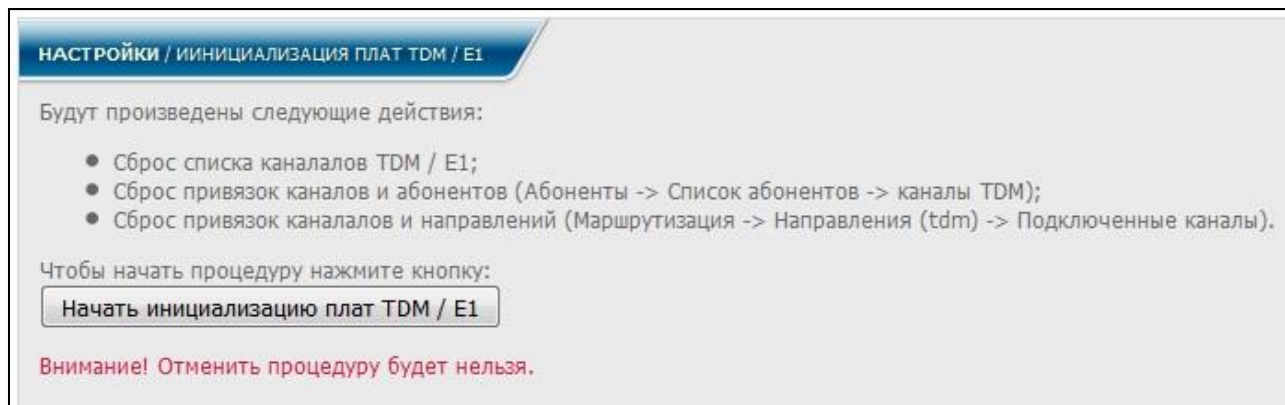 НАСТРОЙКИ / ИИНИЦИАЛИЗАЦИЯ ПЛАТ TDM / E1
Будут произведены следующие действия:
● Сброс списка каналалов TDM / E1;
● Сброс привязок каналов и абонентов (Абоненты -> Список абонентов -> каналы TDM);
● Сброс привязок каналалов и направлений (Маршрутизация -> Направления (tdm) -> Подключенные каналы).
Чтобы начать процедуру нажмите кнопку:
Начать инициализацию плат TDM / E1
Внимание! Отменить процедуру будет нельзя.